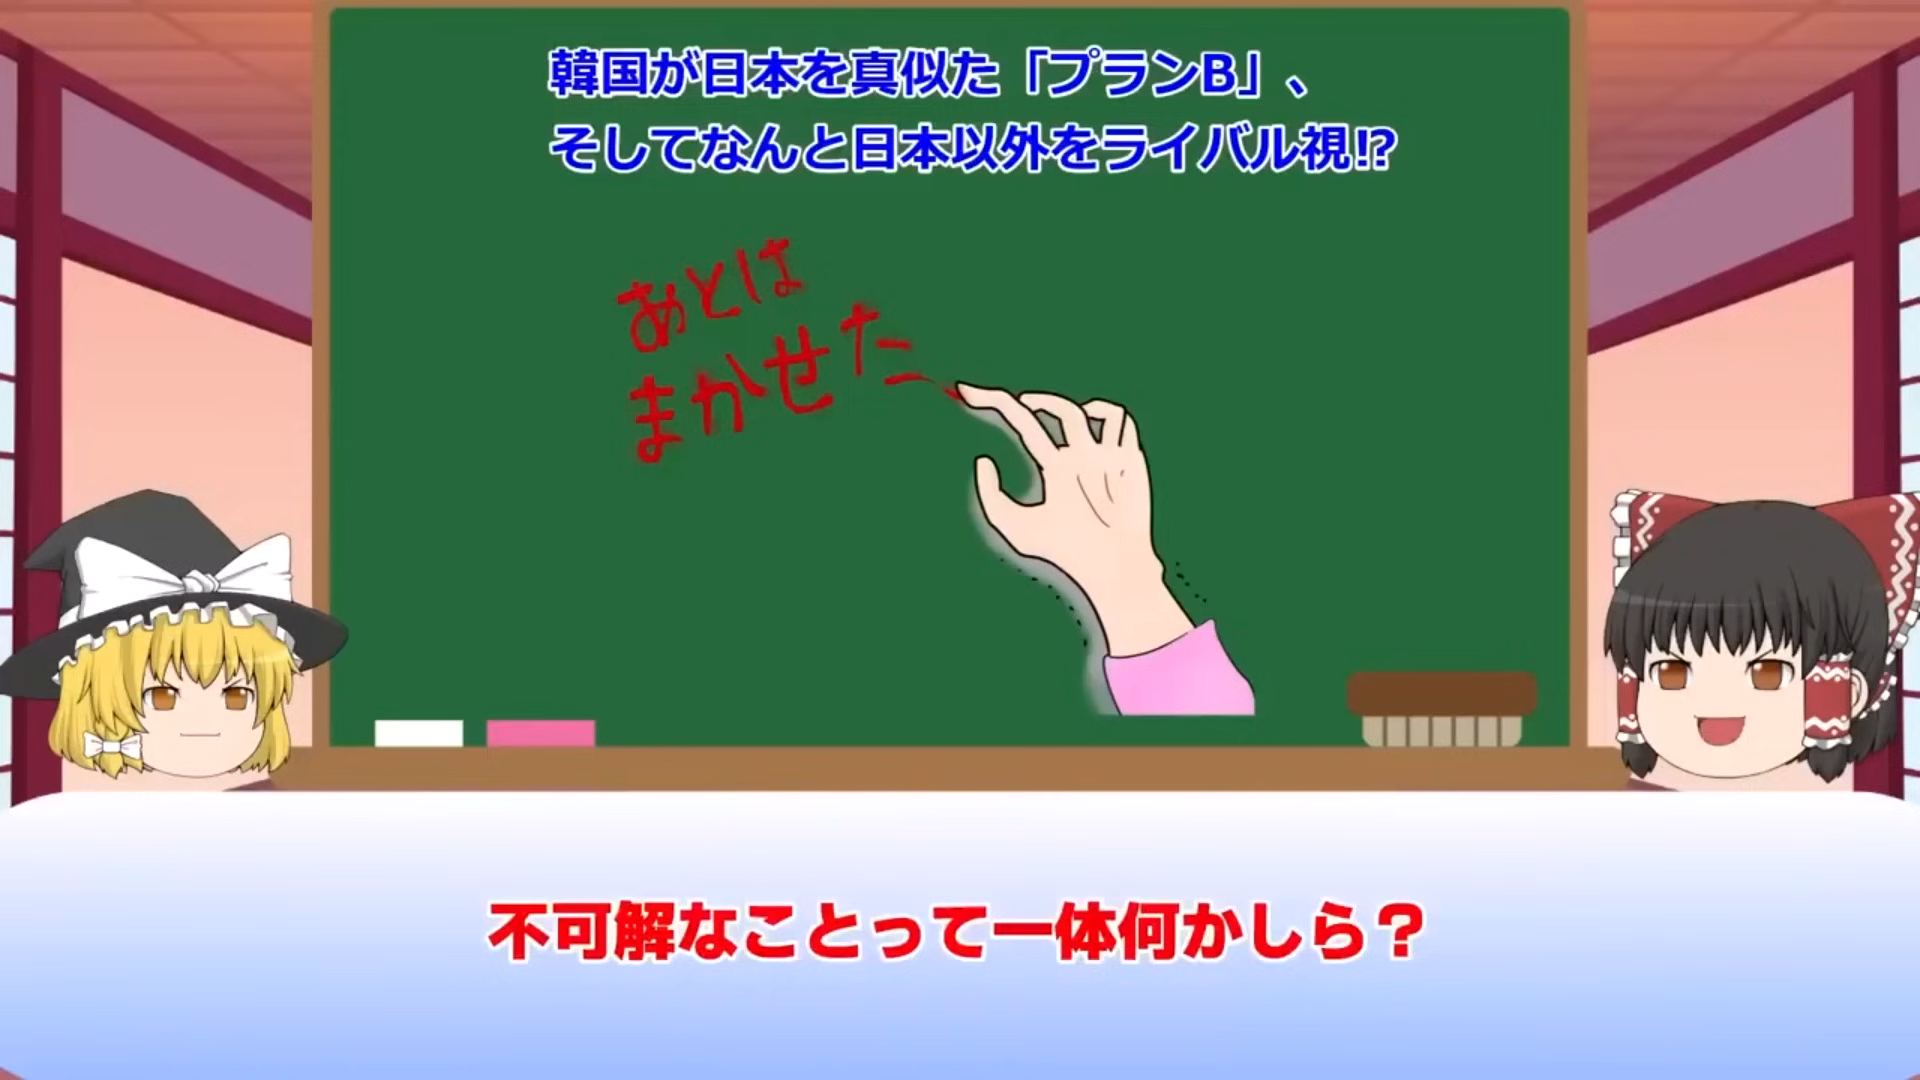 韓国が日本を真似た「プランB」、
そしてなんと日本以外をライバル視!?
あとは
まかせた
不可解なことって一体何かしら？